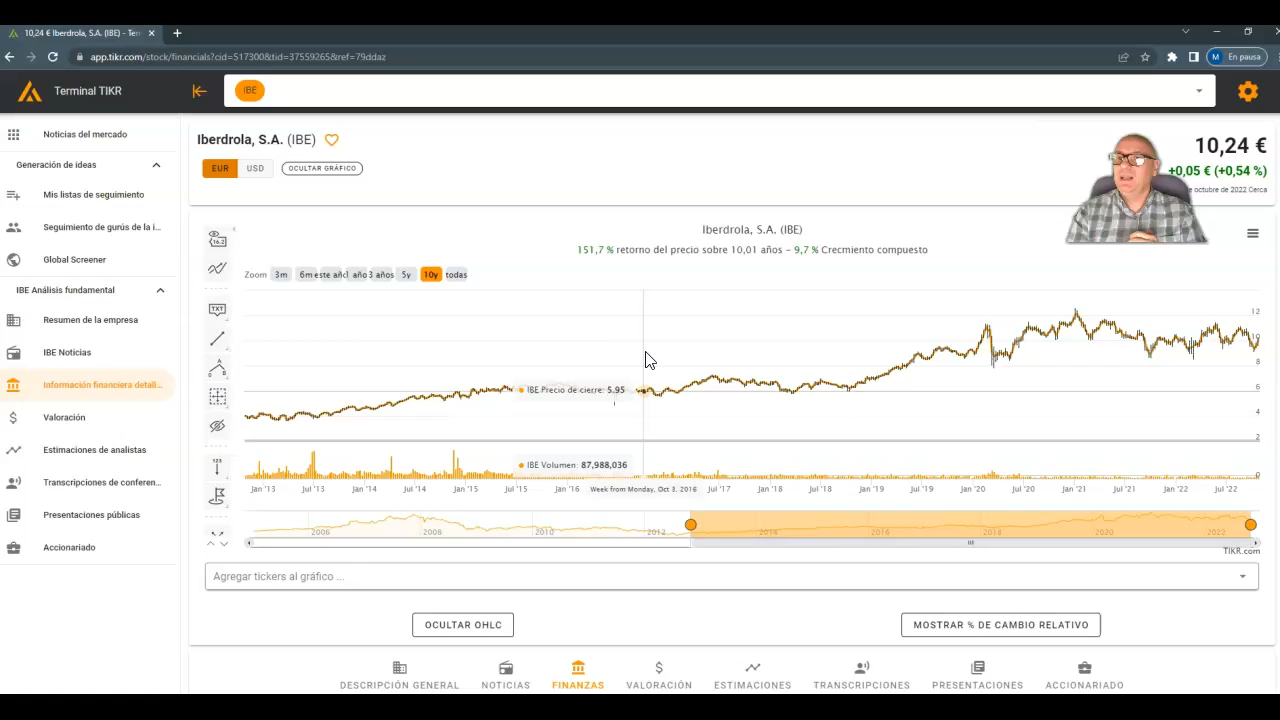 10,24 € Iberdrola, S.A. (IBE) - Ter
app.tikr.com/stock/financials?cid=517300&tid=37559265&ref=79ddaz
M En pausa
Terminal TIKR
IBE
Noticias del mercado
Generación de ideas
Mis listas de seguimiento
Seguimiento de gurús de la i...
Global Screener
IBE Análisis fundamental
Resumen de la empresa
IBE Noticias
Información financiera detall...
Valoración
Estimaciones de analistas
Transcripciones de conferen...
Presentaciones públicas
Accionariado
Iberdrola, S.A. (IBE)
EUR USD OCULTAR GRÁFICO
10,24 €
+0,05 € (+0,54 %)
e octubre de 2022 Cerca
Iberdrola, S.A. (IBE)
151,7 % retorno del precio sobre 10,01 años – 9,7 % Crecmiento compuesto
16.2
Zoom 3m 6m este añ año 3 años 5y 10y todas
TXT
A
123
12
10
8
6
4
2
0
IBE Precio de cierre: 5.95
IBE Volumen: 87,988,036
Jan '13 Jul '13 Jan '14 Jul '14 Jan '15 Jul '15 Jan '16 Week from Monday, Oct 3, 2016 Jul '17 Jan '18 Jul '18 Jan '19 Jul '19 Jan '20 Jul '20 Jan '21 Jul '21 Jan '22 Jul '22
2006 2008 2010 2012 2014 2016 2018 2020 2022
TIKR.com
Agregar tickers al gráfico ...
OCULTAR OHLC MOSTRAR % DE CAMBIO RELATIVO
DESCRIPCIÓN GENERAL NOTICIAS FINANZAS VALORACIÓN ESTIMACIONES TRANSCRIPCIONES PRESENTACIONES ACCIONARIADO